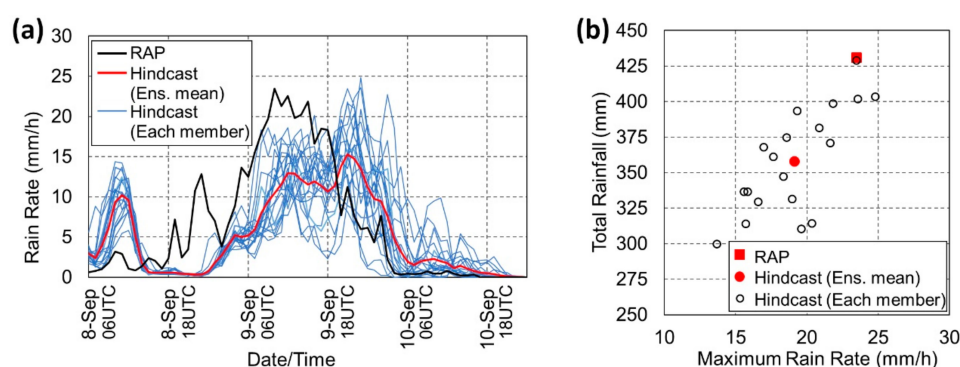 (a)
30
25
20
15
10
5
0
Rain Rate (mm/h)
RAP
Hindcast
(Ens. mean)
Hindcast
(Each member)
8-Sep
06UTC
8-Sep
18UTC
9-Sep
06UTC
9-Sep
18UTC
10-Sep
06UTC
10-Sep
18UTC
Date/Time
(b)
450
425
400
375
350
325
300
275
250
Total Rainfall (mm)
RAP
Hindcast (Ens. mean)
Hindcast (Each member)
10
15
20
25
30
Maximum Rain Rate (mm/h)